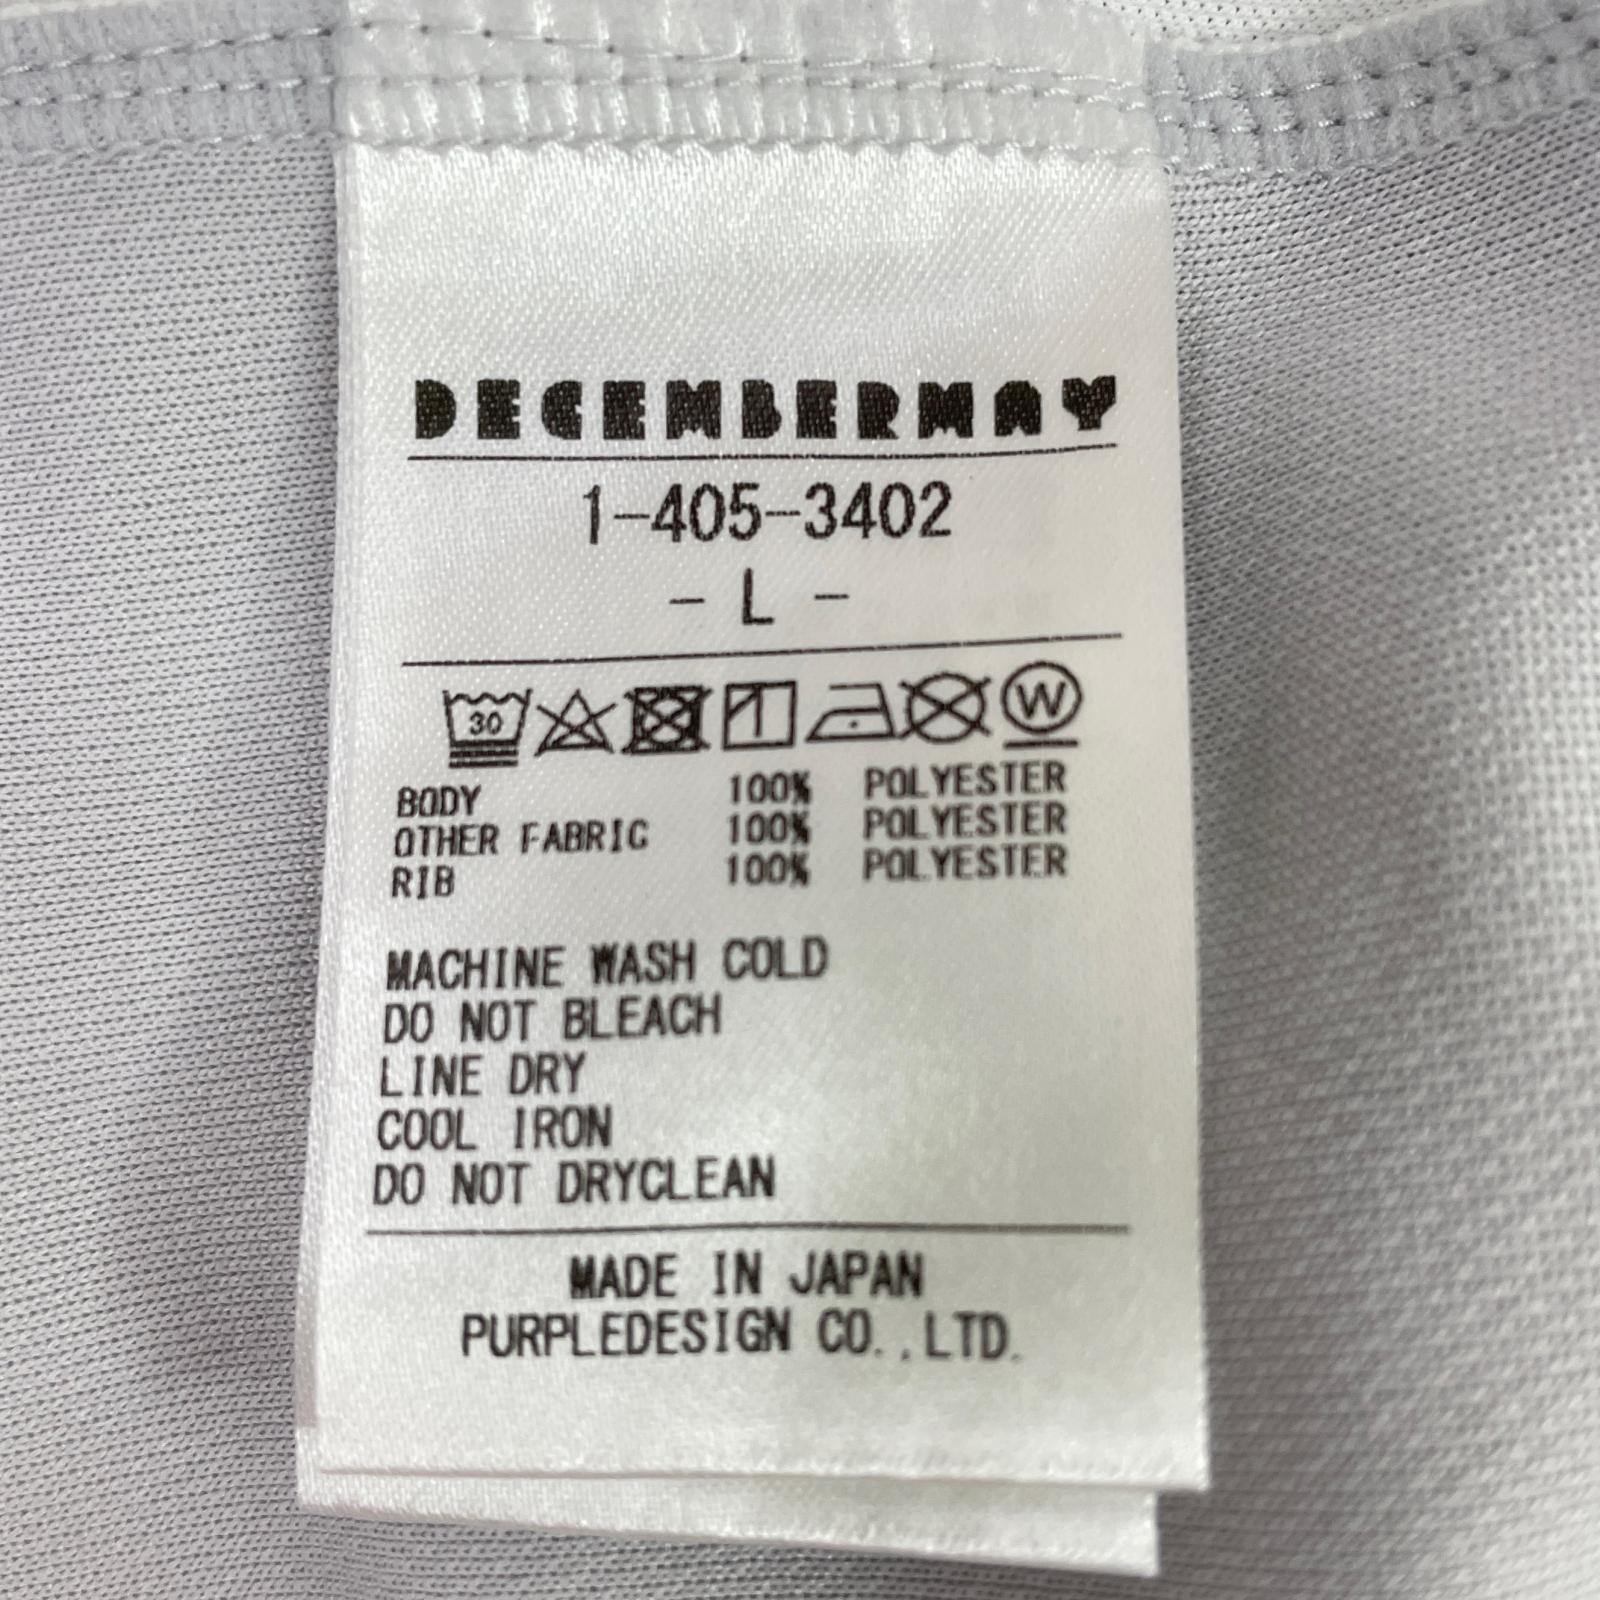 DECEMBERMAY
1-405-3402
- L -
30 W
BODY 100% POLYESTER
OTHER FABRIC 100% POLYESTER
RIB 100% POLYESTER
MACHINE WASH COLD
DO NOT BLEACH
LINE DRY
COOL IRON
DO NOT DRYCLEAN
MADE IN JAPAN
PURPLEDESIGN CO.,LTD.